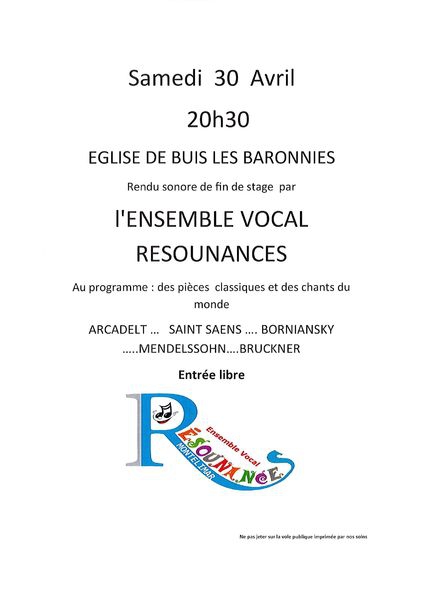 Samedi 30 Avril
20h30
EGLISE DE BUIS LES BARONNIES
Rendu sonore de fin de stage par
l'ENSEMBLE VOCAL
RESOUNANCES
Au programme : des pièces classiques et des chants du
monde
ARCADELT ... SAINT SAENS .... BORNIANSKY
.....MENDELSSOHN....BRUCKNER
Entrée libre
Ensemble Vocal
RÉSOUNANCES
MONTELIMAR
Ne pas jeter sur la voie publique imprimée par nos soins